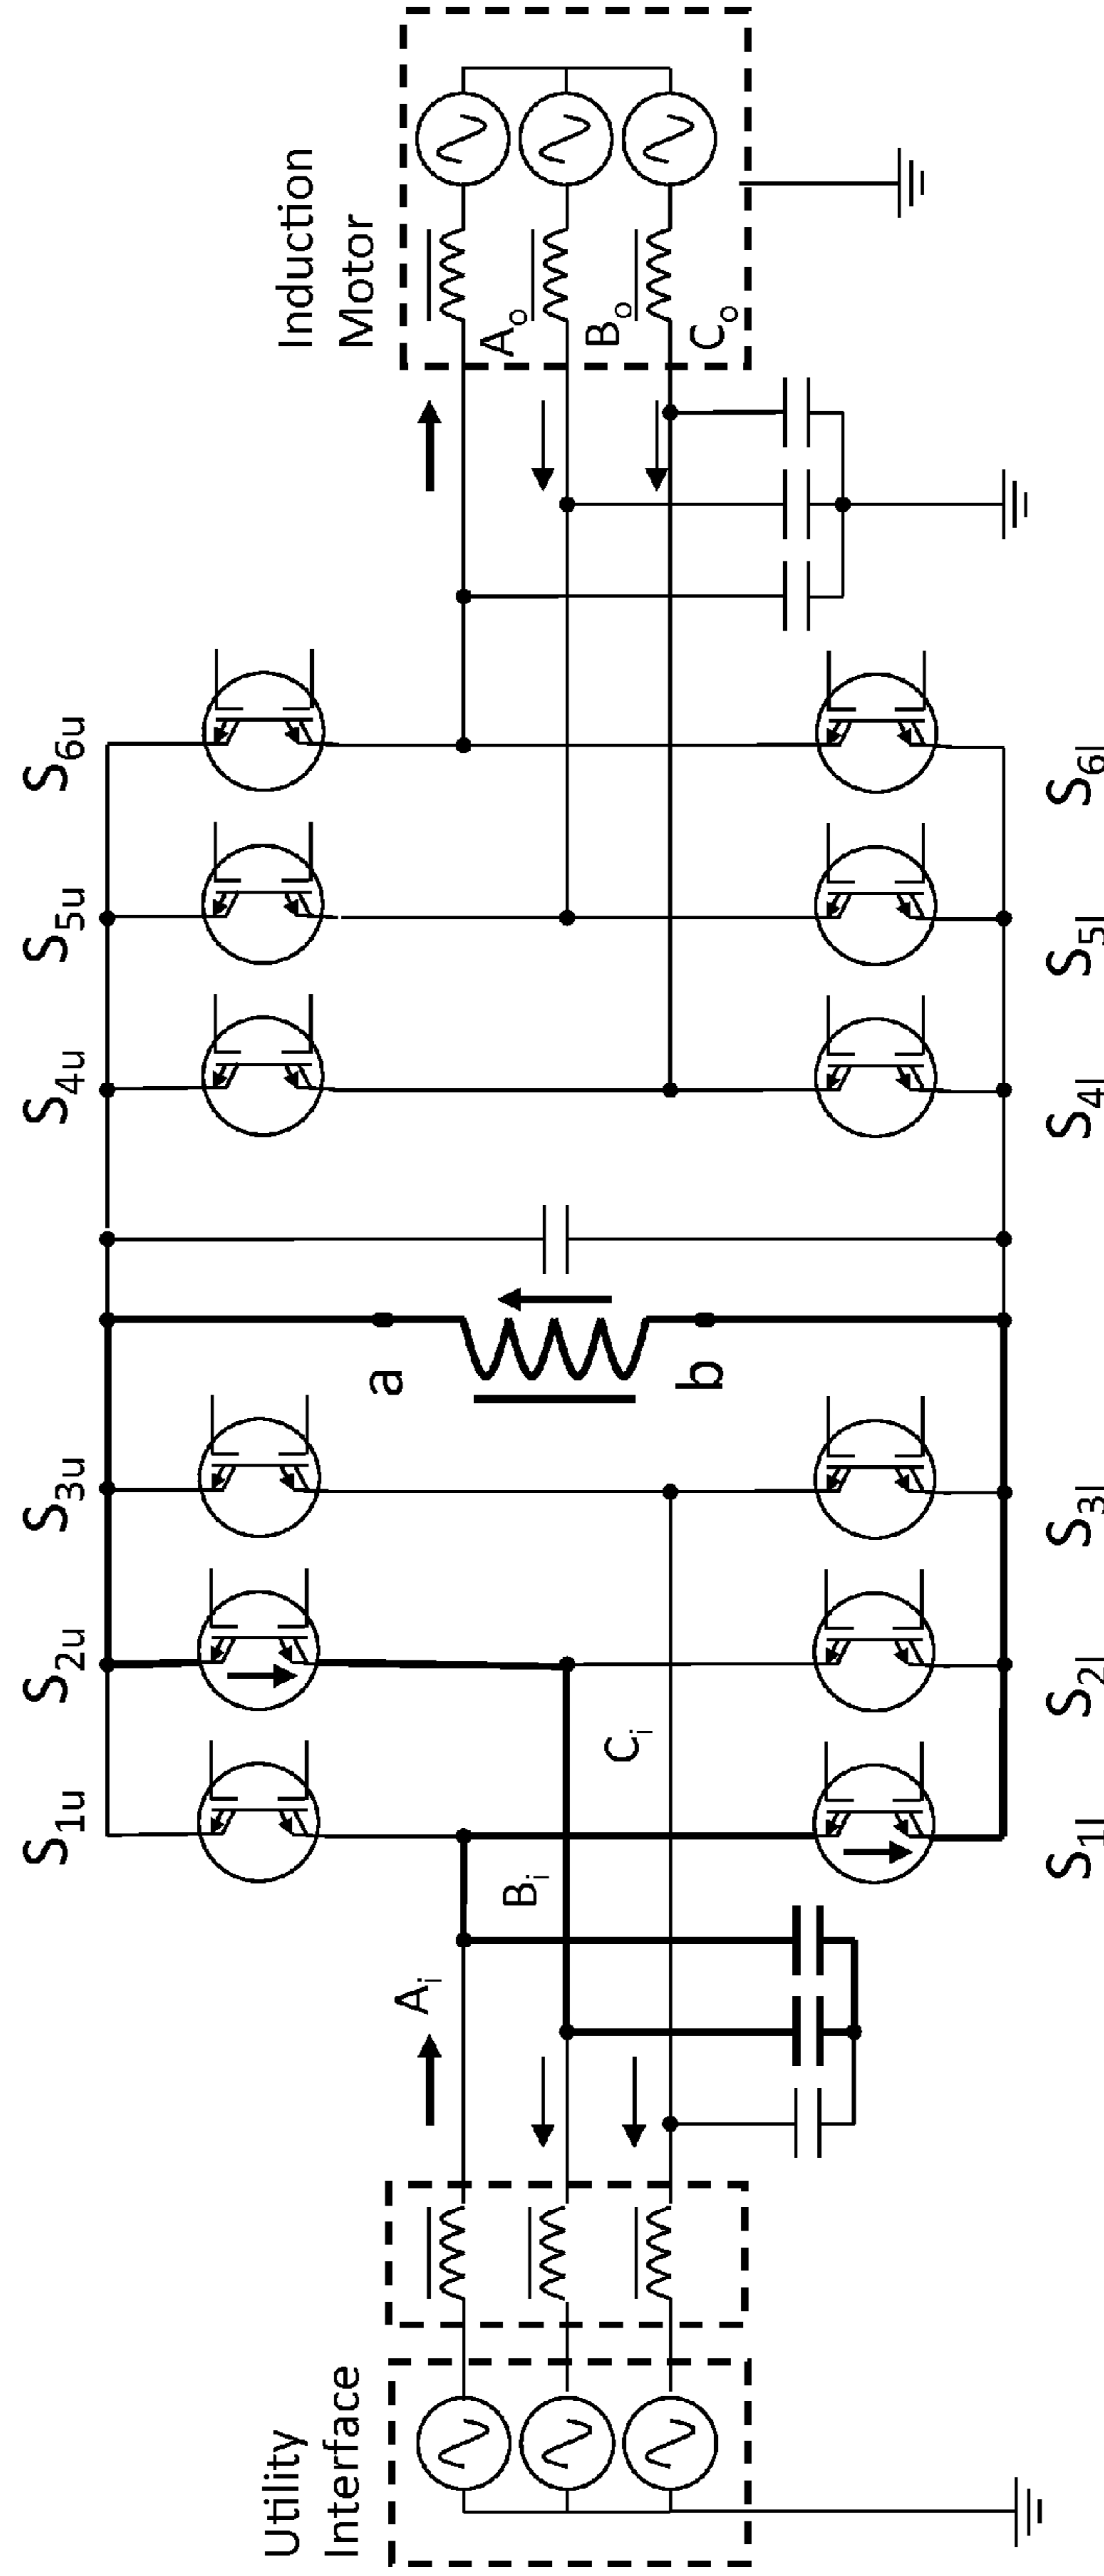 Utility
Interface
Induction
Motor
S1u
S2u
S3u
S4u
S5u
S6u
Ai
Bi
Ci
a
b
Ao
Bo
Co
S1l
S2l
S3l
S4l
S5l
S6l